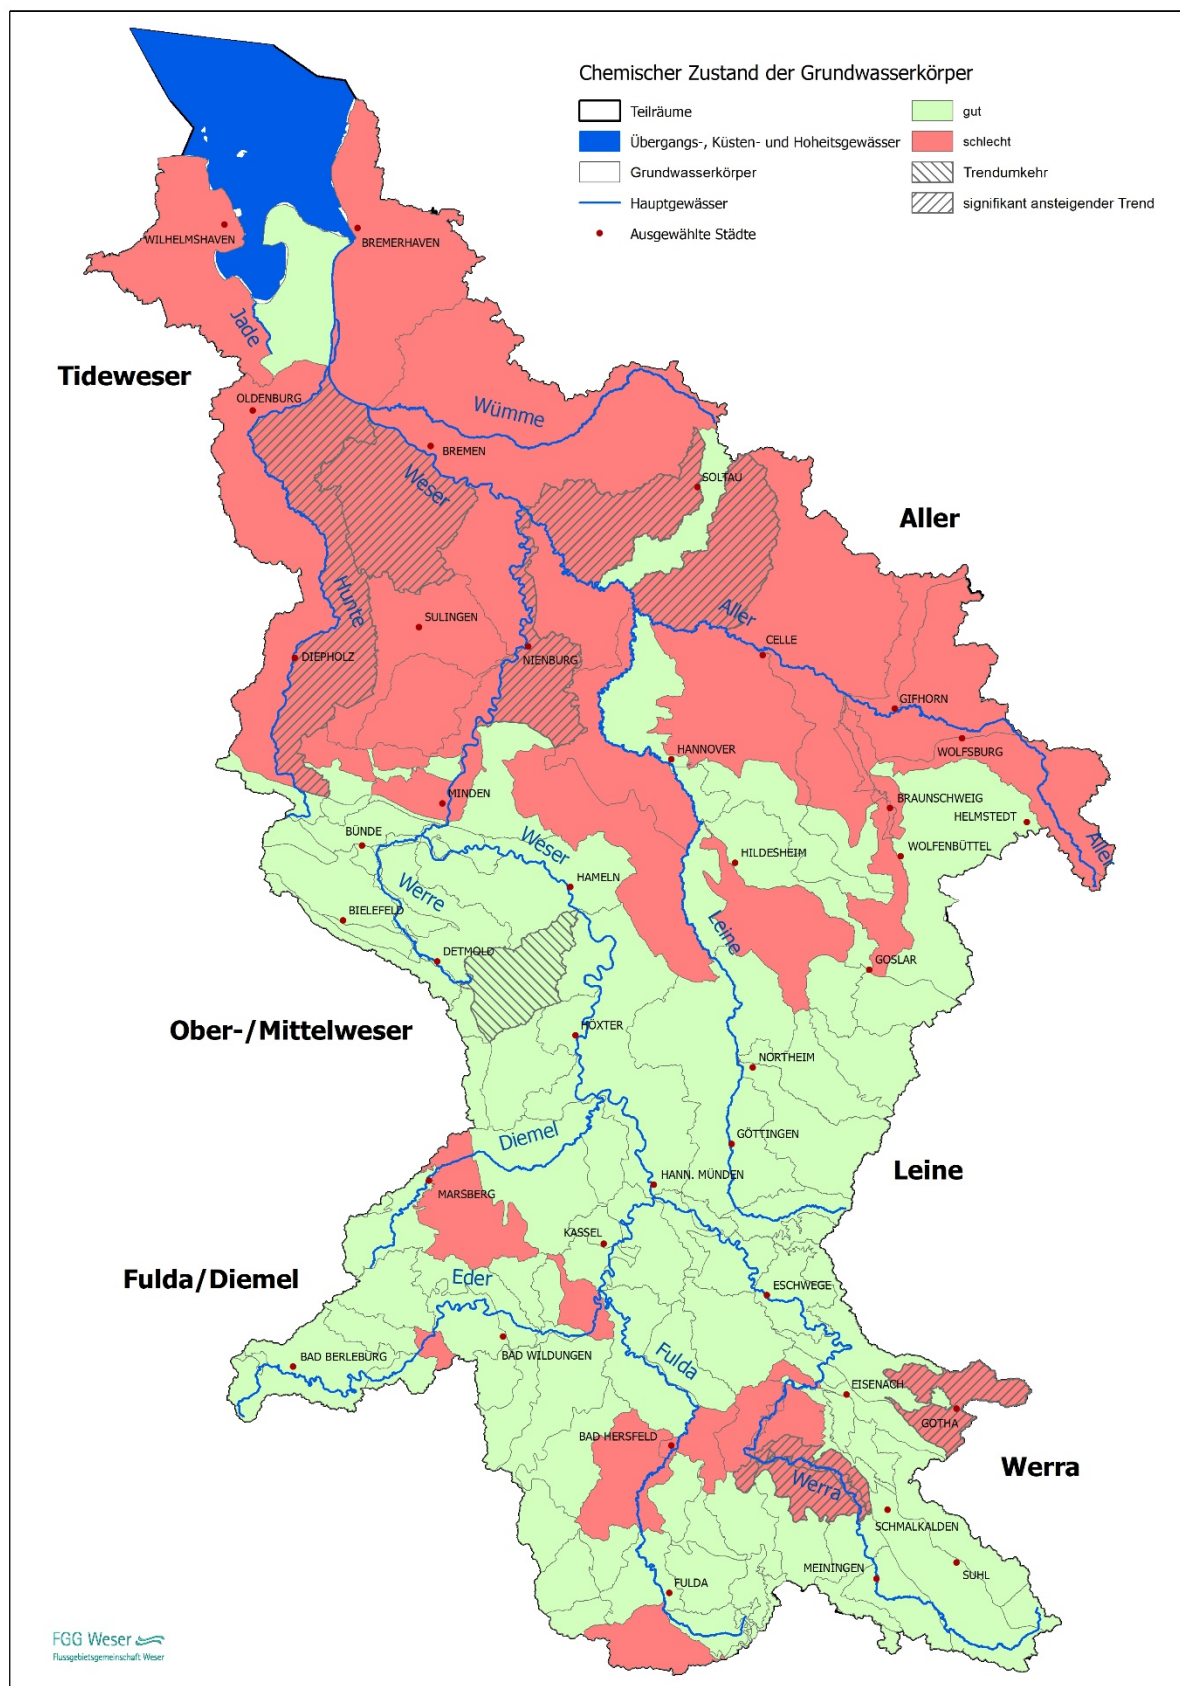 Chemischer Zustand der Grundwasserkörper
Teilräume
Übergangs-, Küsten- und Hoheitsgewässer
Grundwasserkörper
Hauptgewässer
Ausgewählte Städte
gut
schlecht
Trendumkehr
signifikant ansteigender Trend
WILHELMSHAVEN
BREMERHAVEN
Jade
Tideweser
OLDENBURG
Wümme
BREMEN
Weser
SOLTAU
Aller
Hunte
Aller
SULINGEN
CELLE
DIEPHOLZ
NIENBURG
GIFHORN
HANNOVER
WOLFSBURG
MINDEN
BRAUNSCHWEIG
HELMSTEDT
BÜNDE
Weser
HILDESHEIM
WOLFENBÜTTEL
Aller
Werre
HAMELN
BIELEFELD
Leine
DETMOLD
GOSLAR
Ober-/Mittelweser
HÖXTER
NORTHEIM
Diemel
GÖTTINGEN
Leine
HANN. MÜNDEN
MARSBERG
KASSEL
Fulda/Diemel
Eder
ESCHWEGE
BAD BERLEBURG
BAD WILDUNGEN
Fulda
EISENACH
GOTHA
BAD HERSFELD
Werra
Werra
SCHMALKALDEN
MEININGEN
SUHL
FULDA
FGG Weser
Flussgebietsgemeinschaft Weser